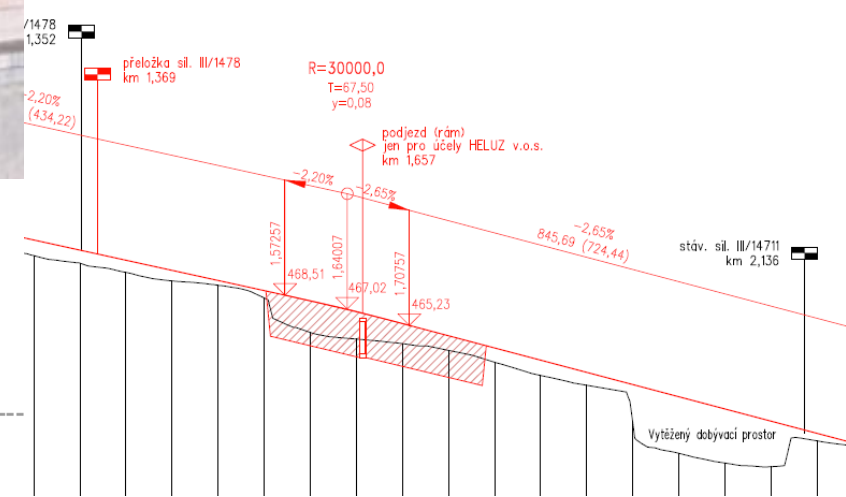 /1478
1,352
přeložka sil. III/1478
km 1,369
-2,20%
(434,22)
R=30000,0
T=67,50
y=0,08
podjezd (rám)
jen pro účely HELUZ v.o.s.
km 1,657
-2,20%
-2,65%
-2,65%
845,69 (724,44)
stáv. sil. III/14711
km 2,136
1,57257
468,51
1,64007
467,02
1,70757
465,23
Vytěžený dobývací prostor